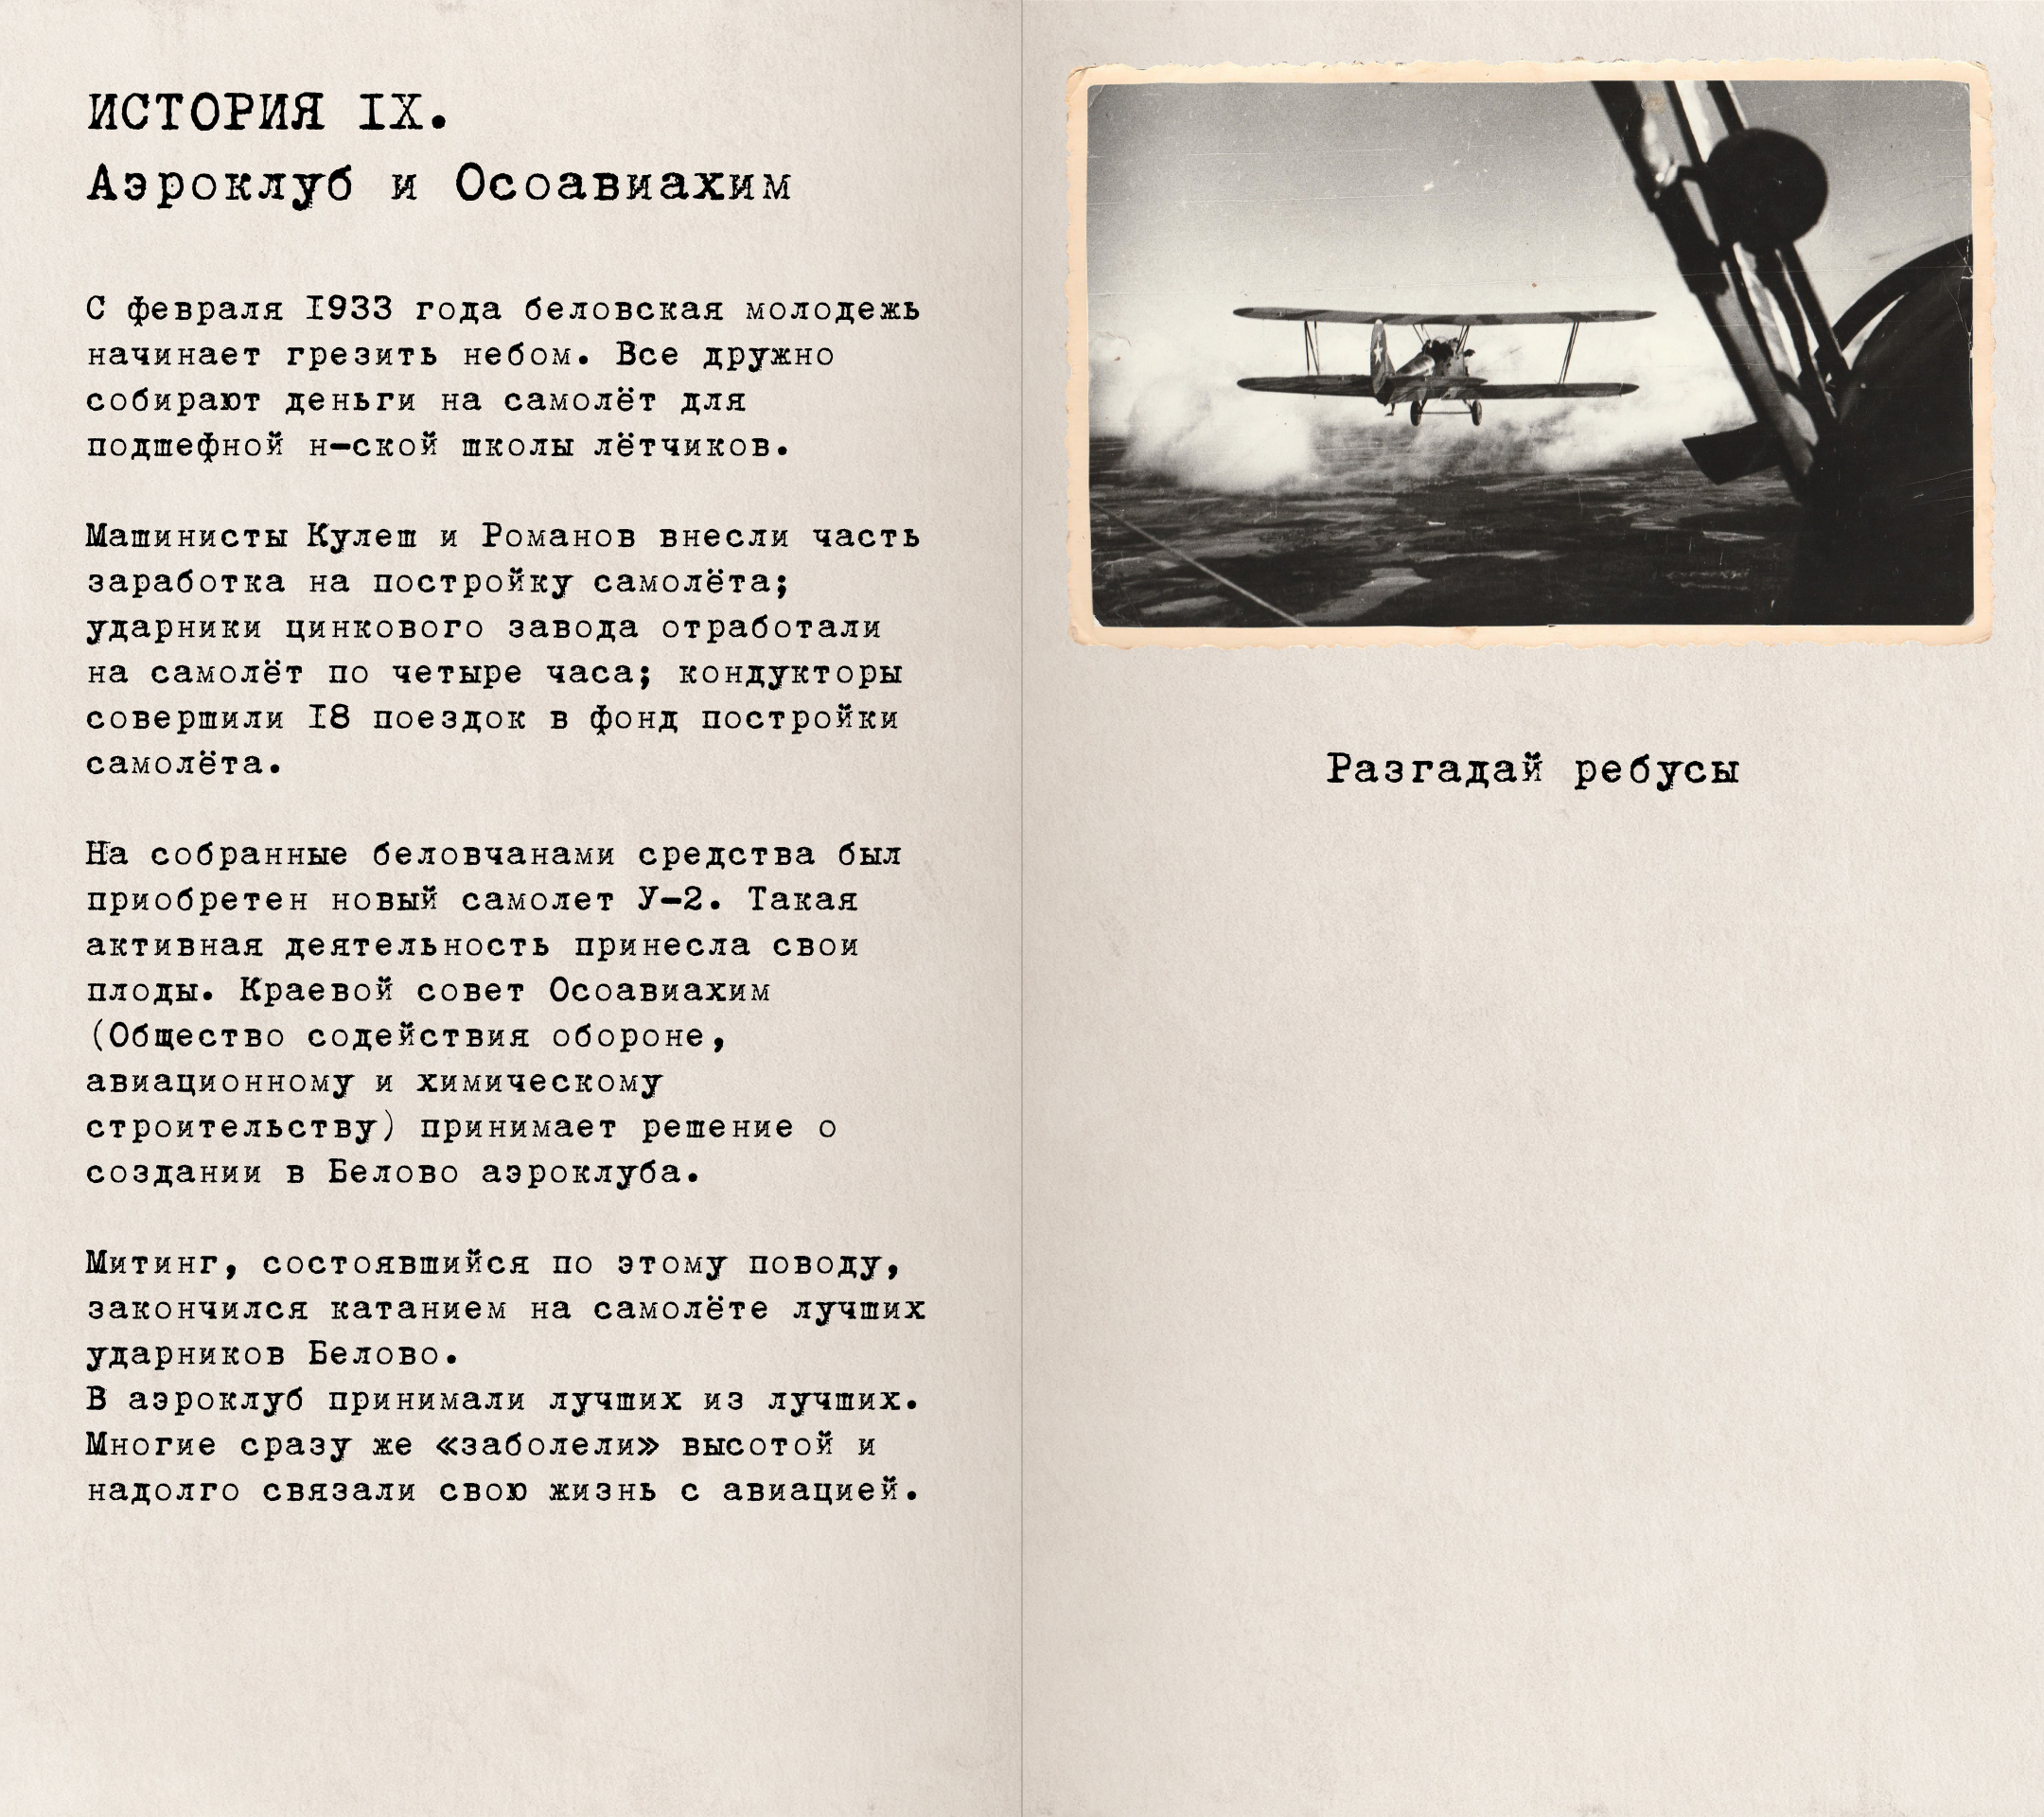 ИСТОРИЯ IX.
Аэроклуб и Осоавиахим
С февраля 1933 года беловская молодежь
начинает грезить небом. Все дружно
собирают деньги на самолёт для
подшефной н-ской школы лётчиков.
Машинисты Кулеш и Романов внесли часть
заработка на постройку самолёта;
ударники цинкового завода отработали
на самолёт по четыре часа; кондукторы
совершили 18 поездок в фонд постройки
самолёта.
На собранные беловчанами средства был
приобретен новый самолет У-2. Такая
активная деятельность принесла свои
плоды. Краевой совет Осоавиахим
(Общество содействия обороне,
авиационному и химическому
строительству) принимает решение о
создании в Белово аэроклуба.
Митинг, состоявшийся по этому поводу,
закончился катанием на самолёте лучших
ударников Белово.
В аэроклуб принимали лучших из лучших.
Многие сразу же «заболели» высотой и
надолго связали свою жизнь с авиацией.
Разгадай ребусы